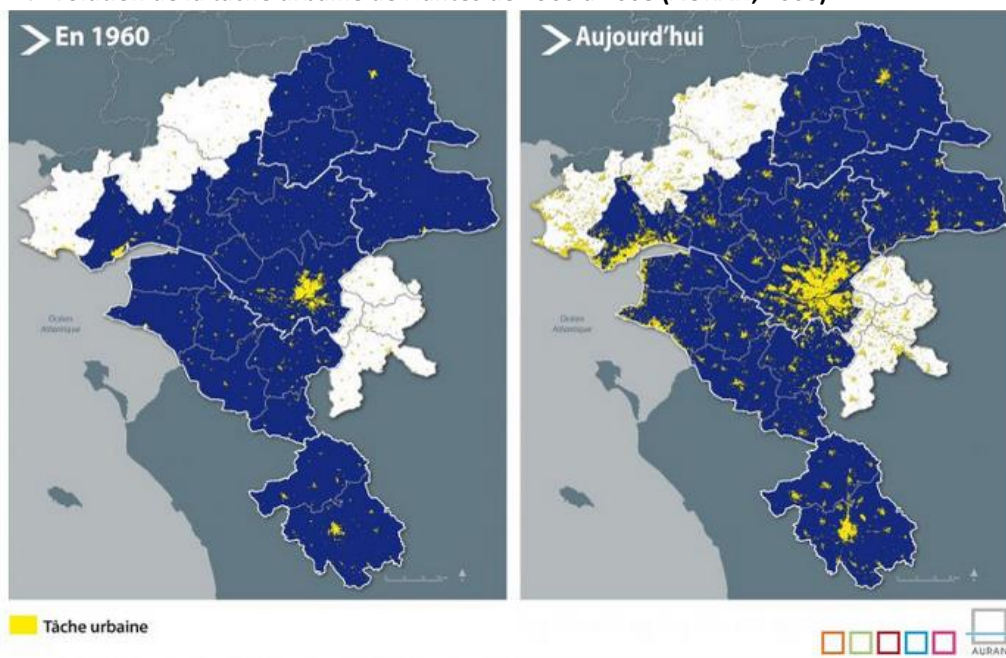 En 1960
Aujourd'hui
Océan
Atlantique
Océan
Atlantique
Tâche urbaine
AURAN